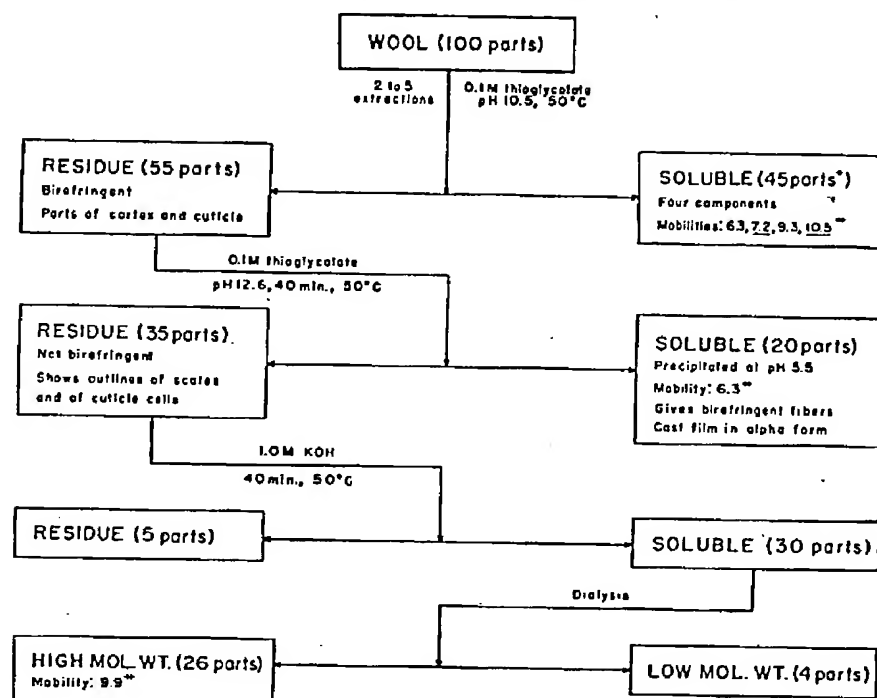 WOOL (100 parts)
2 to 5
extractions
0.1M thioglycolate
pH 10.5, 50°C
RESIDUE (55 parts)
Birefringent
Parts of cortex and cuticle
SOLUBLE (45 parts*)
Four components
Mobilities: 6.3, 7.2, 9.3, 10.5**
0.1M thioglycolate
pH 12.6, 40 min., 50°C
RESIDUE (35 parts)
Not birefringent
Shows outlines of scales
and of cuticle cells
SOLUBLE (20 parts)
Precipitated at pH 5.5
Mobility: 6.3**
Gives birefringent fibers
Cast film in alpha form
1.0M KOH
40 min., 50°C
RESIDUE (5 parts)
SOLUBLE (30 parts)
Dialysis
HIGH MOL. WT. (26 parts)
Mobility: 9.9**
LOW MOL. WT. (4 parts)